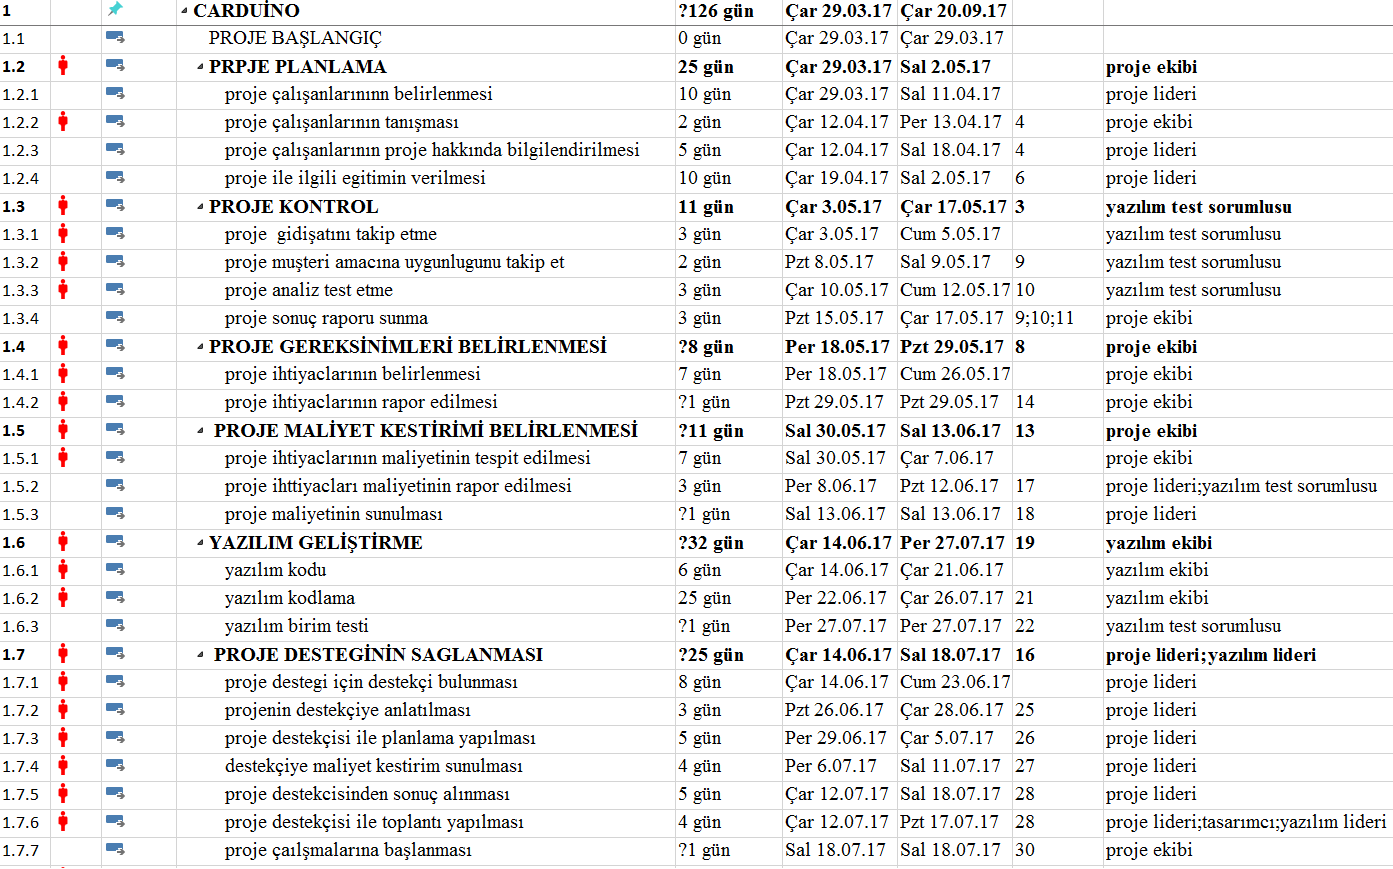 1 CARDUİNO ?126 gün Çar 29.03.17 Çar 20.09.17
1.1 PROJE BAŞLANGIÇ 0 gün Çar 29.03.17 Çar 29.03.17
1.2 PRPJE PLANLAMA 25 gün Çar 29.03.17 Sal 2.05.17 proje ekibi
1.2.1 proje çalışanlarınınn belirlenmesi 10 gün Çar 29.03.17 Sal 11.04.17 proje lideri
1.2.2 proje çalışanlarının tanışması 2 gün Çar 12.04.17 Per 13.04.17 4 proje ekibi
1.2.3 proje çalışanlarının proje hakkında bilgilendirilmesi 5 gün Çar 12.04.17 Sal 18.04.17 4 proje lideri
1.2.4 proje ile ilgili egitimin verilmesi 10 gün Çar 19.04.17 Sal 2.05.17 6 proje lideri
1.3 PROJE KONTROL 11 gün Çar 3.05.17 Çar 17.05.17 3 yazılım test sorumlusu
1.3.1 proje gidişatını takip etme 3 gün Çar 3.05.17 Cum 5.05.17 yazılım test sorumlusu
1.3.2 proje muşteri amacına uygunlugunu takip et 2 gün Pzt 8.05.17 Sal 9.05.17 9 yazılım test sorumlusu
1.3.3 proje analiz test etme 3 gün Çar 10.05.17 Cum 12.05.17 10 yazılım test sorumlusu
1.3.4 proje sonuç raporu sunma 3 gün Pzt 15.05.17 Çar 17.05.17 9;10;11 proje ekibi
1.4 PROJE GEREKSİNİMLERİ BELİRLENMESİ ?8 gün Per 18.05.17 Pzt 29.05.17 8 proje ekibi
1.4.1 proje ihtiyaclarının belirlenmesi 7 gün Per 18.05.17 Cum 26.05.17 proje ekibi
1.4.2 proje ihtiyaclarının rapor edilmesi ?1 gün Pzt 29.05.17 Pzt 29.05.17 14 proje ekibi
1.5 PROJE MALİYET KESTİRİMİ BELİRLENMESİ ?11 gün Sal 30.05.17 Sal 13.06.17 13 proje ekibi
1.5.1 proje ihtiyaclarının maliyetinin tespit edilmesi 7 gün Sal 30.05.17 Çar 7.06.17 proje ekibi
1.5.2 proje ihttiyacları maliyetinin rapor edilmesi 3 gün Per 8.06.17 Pzt 12.06.17 17 proje lideri;yazılım test sorumlusu
1.5.3 proje maliyetinin sunulması ?1 gün Sal 13.06.17 Sal 13.06.17 18 proje lideri
1.6 YAZILIM GELİŞTİRME ?32 gün Çar 14.06.17 Per 27.07.17 19 yazılım ekibi
1.6.1 yazılım kodu 6 gün Çar 14.06.17 Çar 21.06.17 yazılım ekibi
1.6.2 yazılım kodlama 25 gün Per 22.06.17 Çar 26.07.17 21 yazılım ekibi
1.6.3 yazılım birim testi ?1 gün Per 27.07.17 Per 27.07.17 22 yazılım test sorumlusu
1.7 PROJE DESTEGİNİN SAGLANMASI ?25 gün Çar 14.06.17 Sal 18.07.17 16 proje lideri;yazılım lideri
1.7.1 proje destegi için destekçi bulunması 8 gün Çar 14.06.17 Cum 23.06.17 proje lideri
1.7.2 projenin destekçiye anlatılması 3 gün Pzt 26.06.17 Çar 28.06.17 25 proje lideri
1.7.3 proje destekçisi ile planlama yapılması 5 gün Per 29.06.17 Çar 5.07.17 26 proje lideri
1.7.4 destekçiye maliyet kestirim sunulması 4 gün Per 6.07.17 Sal 11.07.17 27 proje lideri
1.7.5 proje destekcisinden sonuç alınması 5 gün Çar 12.07.17 Sal 18.07.17 28 proje lideri
1.7.6 proje destekçisi ile toplantı yapılması 4 gün Çar 12.07.17 Pzt 17.07.17 28 proje lideri;tasarımcı;yazılım lideri
1.7.7 proje çaılşmalarına başlanması ?1 gün Sal 18.07.17 Sal 18.07.17 30 proje ekibi